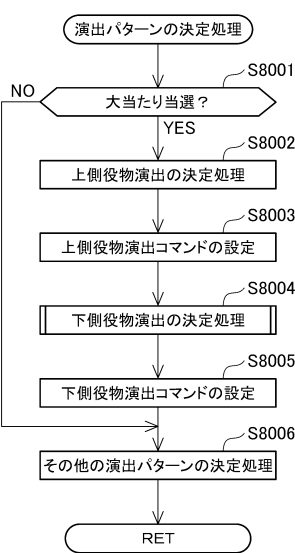 演出パターンの決定処理
S8001
NO
大当たり当選？
YES
S8002
上側役物演出の決定処理
S8003
上側役物演出コマンドの設定
S8004
下側役物演出の決定処理
S8005
下側役物演出コマンドの設定
S8006
その他の演出パターンの決定処理
RET